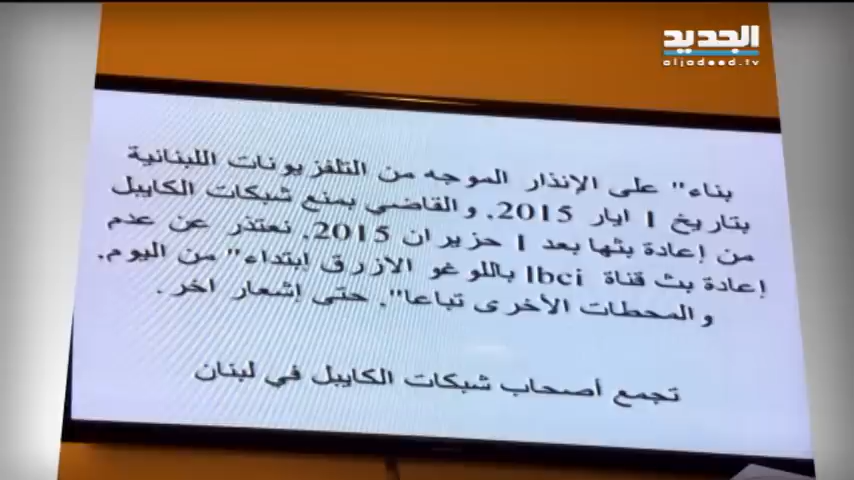 الجديد
aljadeed.tv
بناء" على الإنذار الموجه من التلفزيونات اللبنانية
بتاريخ 1 ايار 2015. والقاضي بمنع شبكات الكايبل
من إعادة بثها بعد 1 حزيران 2015. نعتذر عن عدم
إعادة بث قناة lbci باللوغو الازرق إبتداء" من اليوم.
والمحطات الأخرى تباعا". حتى إشعار اخر.
تجمع أصحاب شبكات الكايبل في لبنان